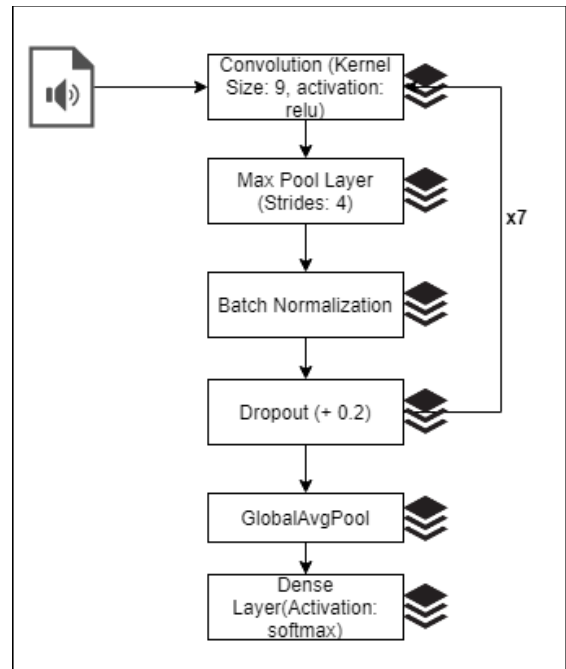 Convolution (Kernel
Size: 9, activation:
relu)
Max Pool Layer
(Strides: 4)
x7
Batch Normalization
Dropout (+ 0.2)
GlobalAvgPool
Dense
Layer(Activation:
softmax)